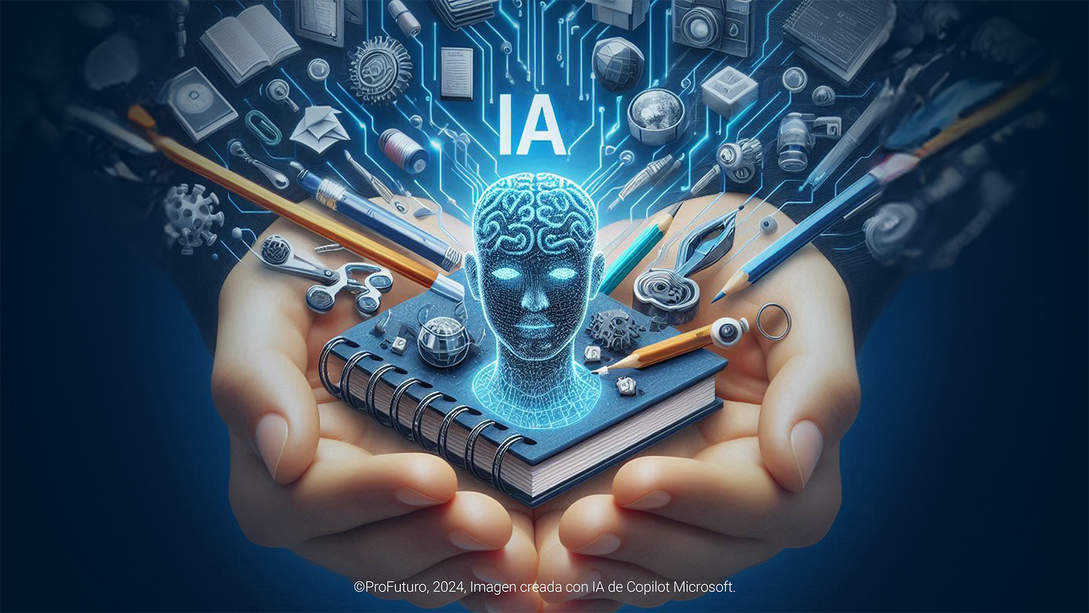 IA
©ProFuturo, 2024, Imagen creada con IA de Copilot Microsoft.